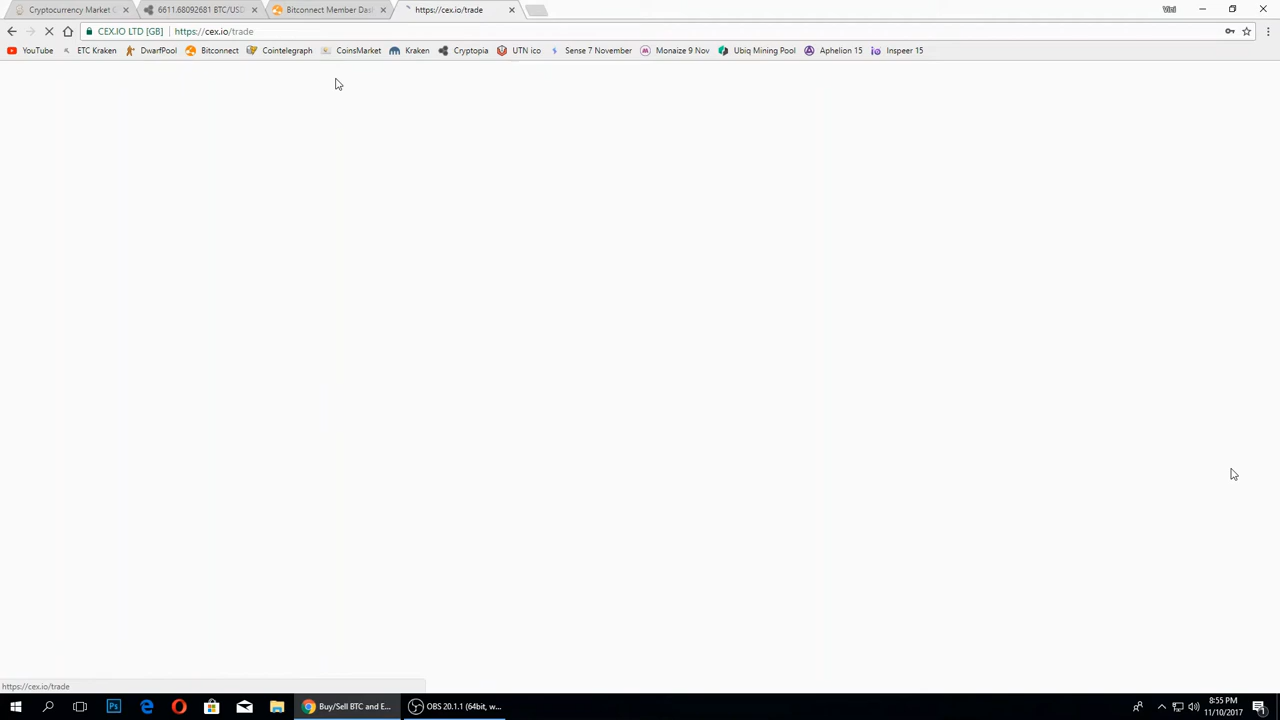 Cryptocurrency Market C
6611.68092681 BTC/USD
Bitconnect Member Das
https://cex.io/trade
CEX.IO LTD [GB]
https://cex.io/trade
YouTube
ETC Kraken
DwarfPool
Bitconnect
Cointelegraph
CoinsMarket
Kraken
Cryptopia
UTN ico
Sense 7 November
Monaize 9 Nov
Ubiq Mining Pool
Aphelion 15
Inspeer 15
https://cex.io/trade
Ps
Buy/Sell BTC and E...
OBS 20.1.1 (64bit, w...
8:55 PM
11/10/2017
1